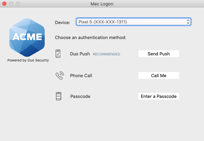 Mac Logon
ACME
Powered by Duo Security
Device: Pixel 5 (XXX-XXX-1311)
Choose an authentication method
Duo Push RECOMMENDED Send Push
Phone Call Call Me
Passcode Enter a Passcode